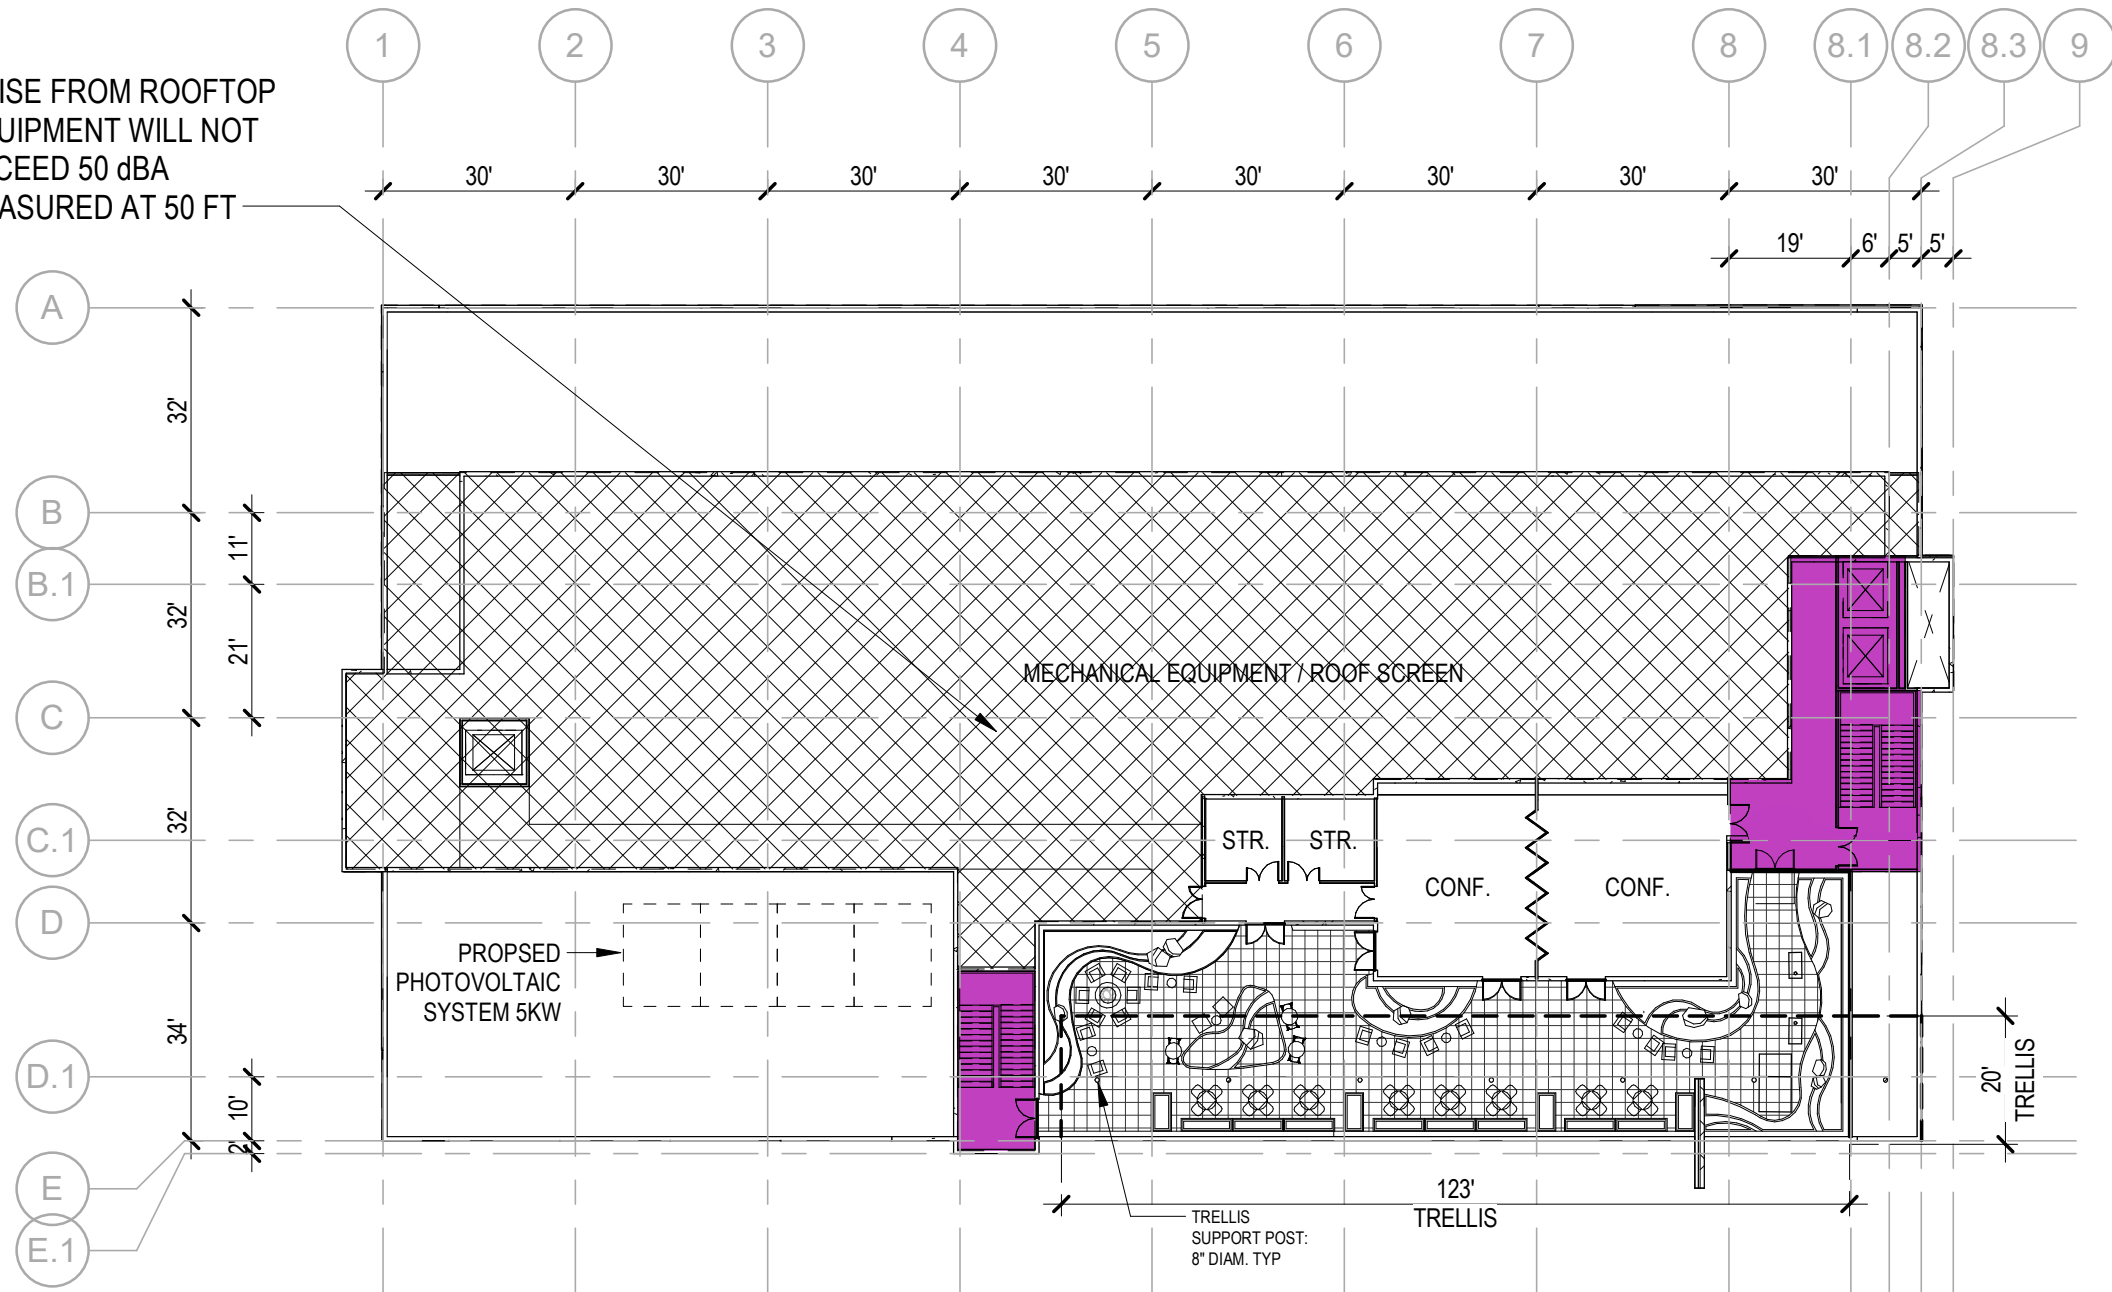 1 2 3 4 5 6 7 8 8.1 8.2 8.3 9
ISE FROM ROOFTOP
UIPMENT WILL NOT
CEED 50 dBA
ASURED AT 50 FT
30' 30' 30' 30' 30' 30' 30' 30'
19' 6' 5' 5'
A
32'
B
11'
B.1
32'
21'
MECHANICAL EQUIPMENT / ROOF SCREEN
C
32'
C.1
STR. STR.
CONF. CONF.
D
PROPSED
PHOTOVOLTAIC
SYSTEM 5KW
34'
D.1
10'
2'
20'
TRELLIS
E
123'
TRELLIS
E.1
TRELLIS
SUPPORT POST:
8" DIAM. TYP